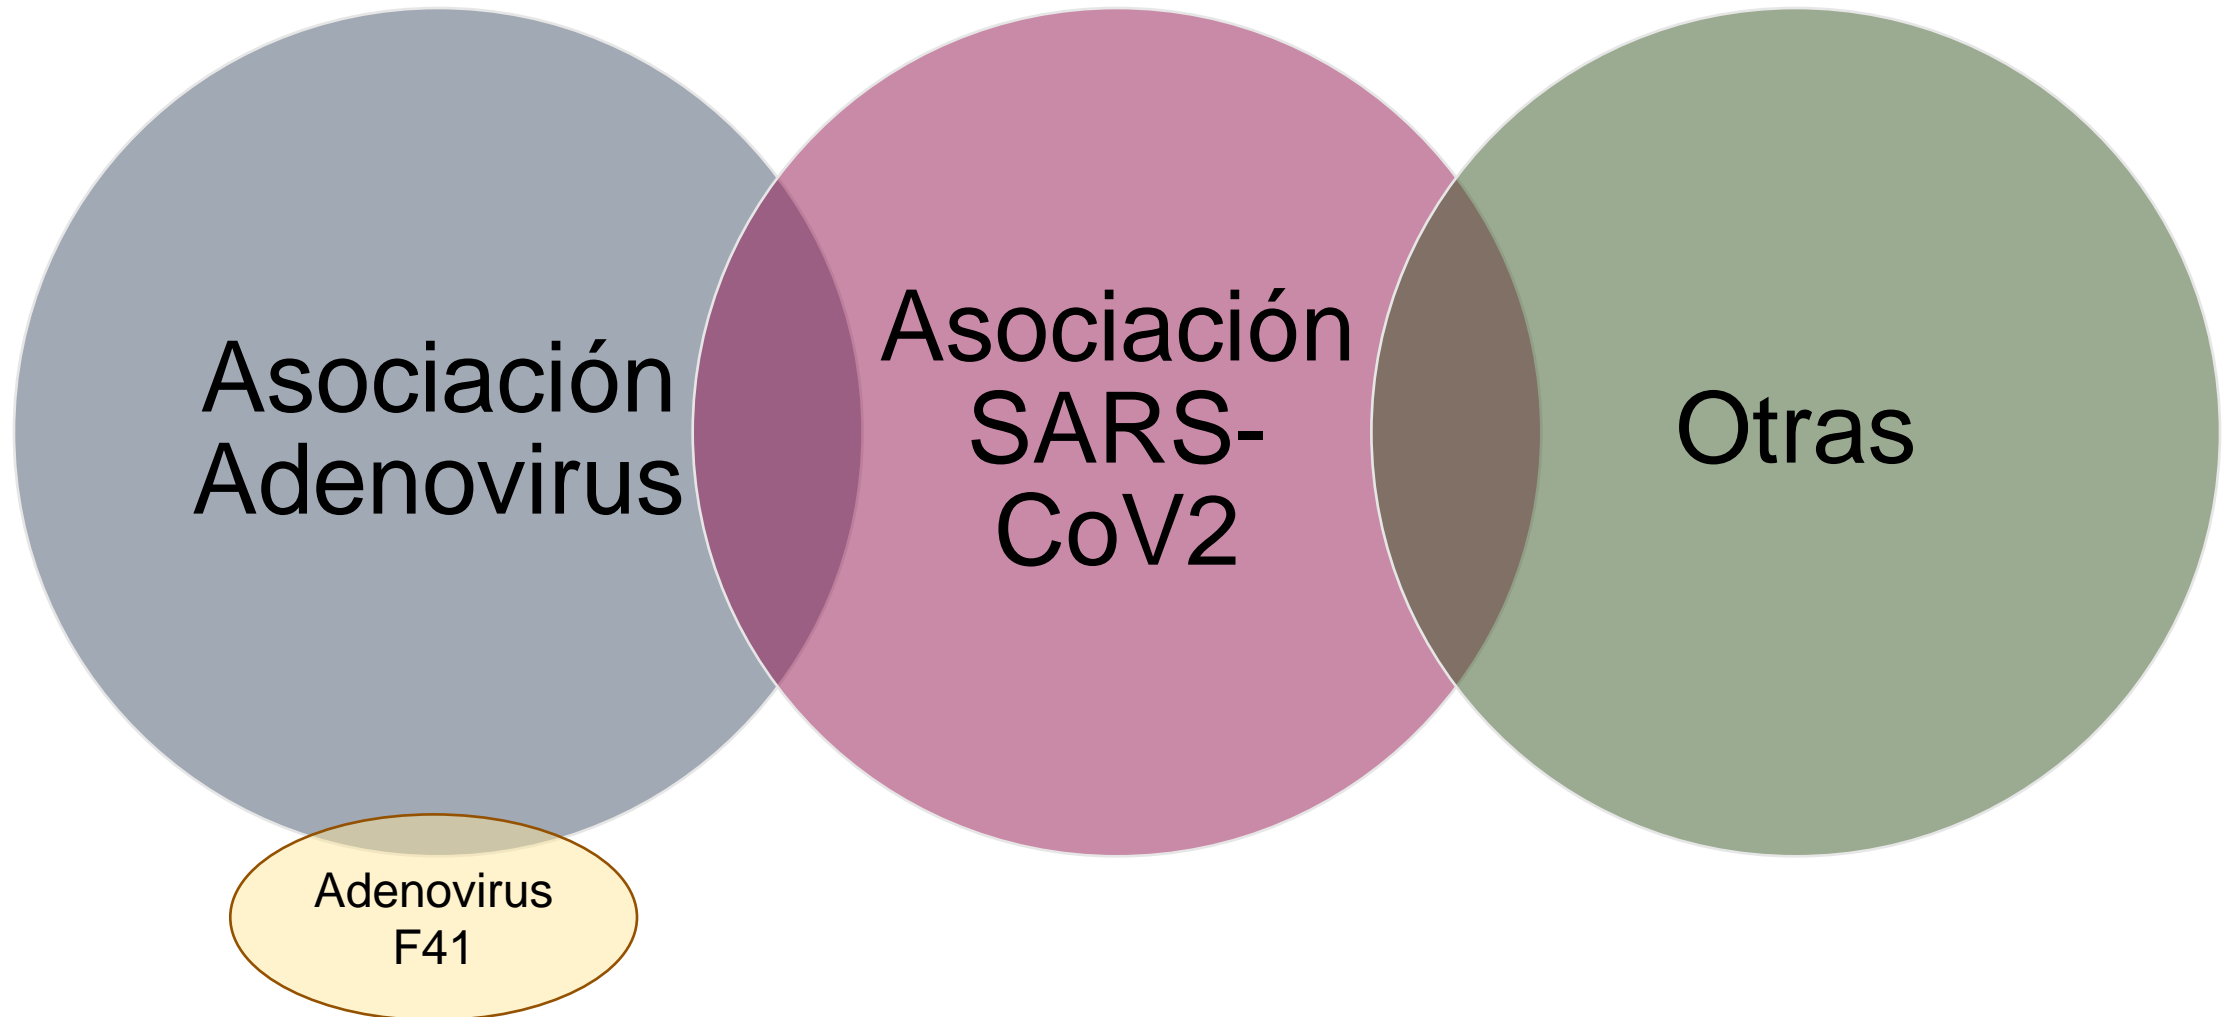 Asociación
Adenovirus
Asociación
SARS-
CoV2
Otras
Adenovirus
F41